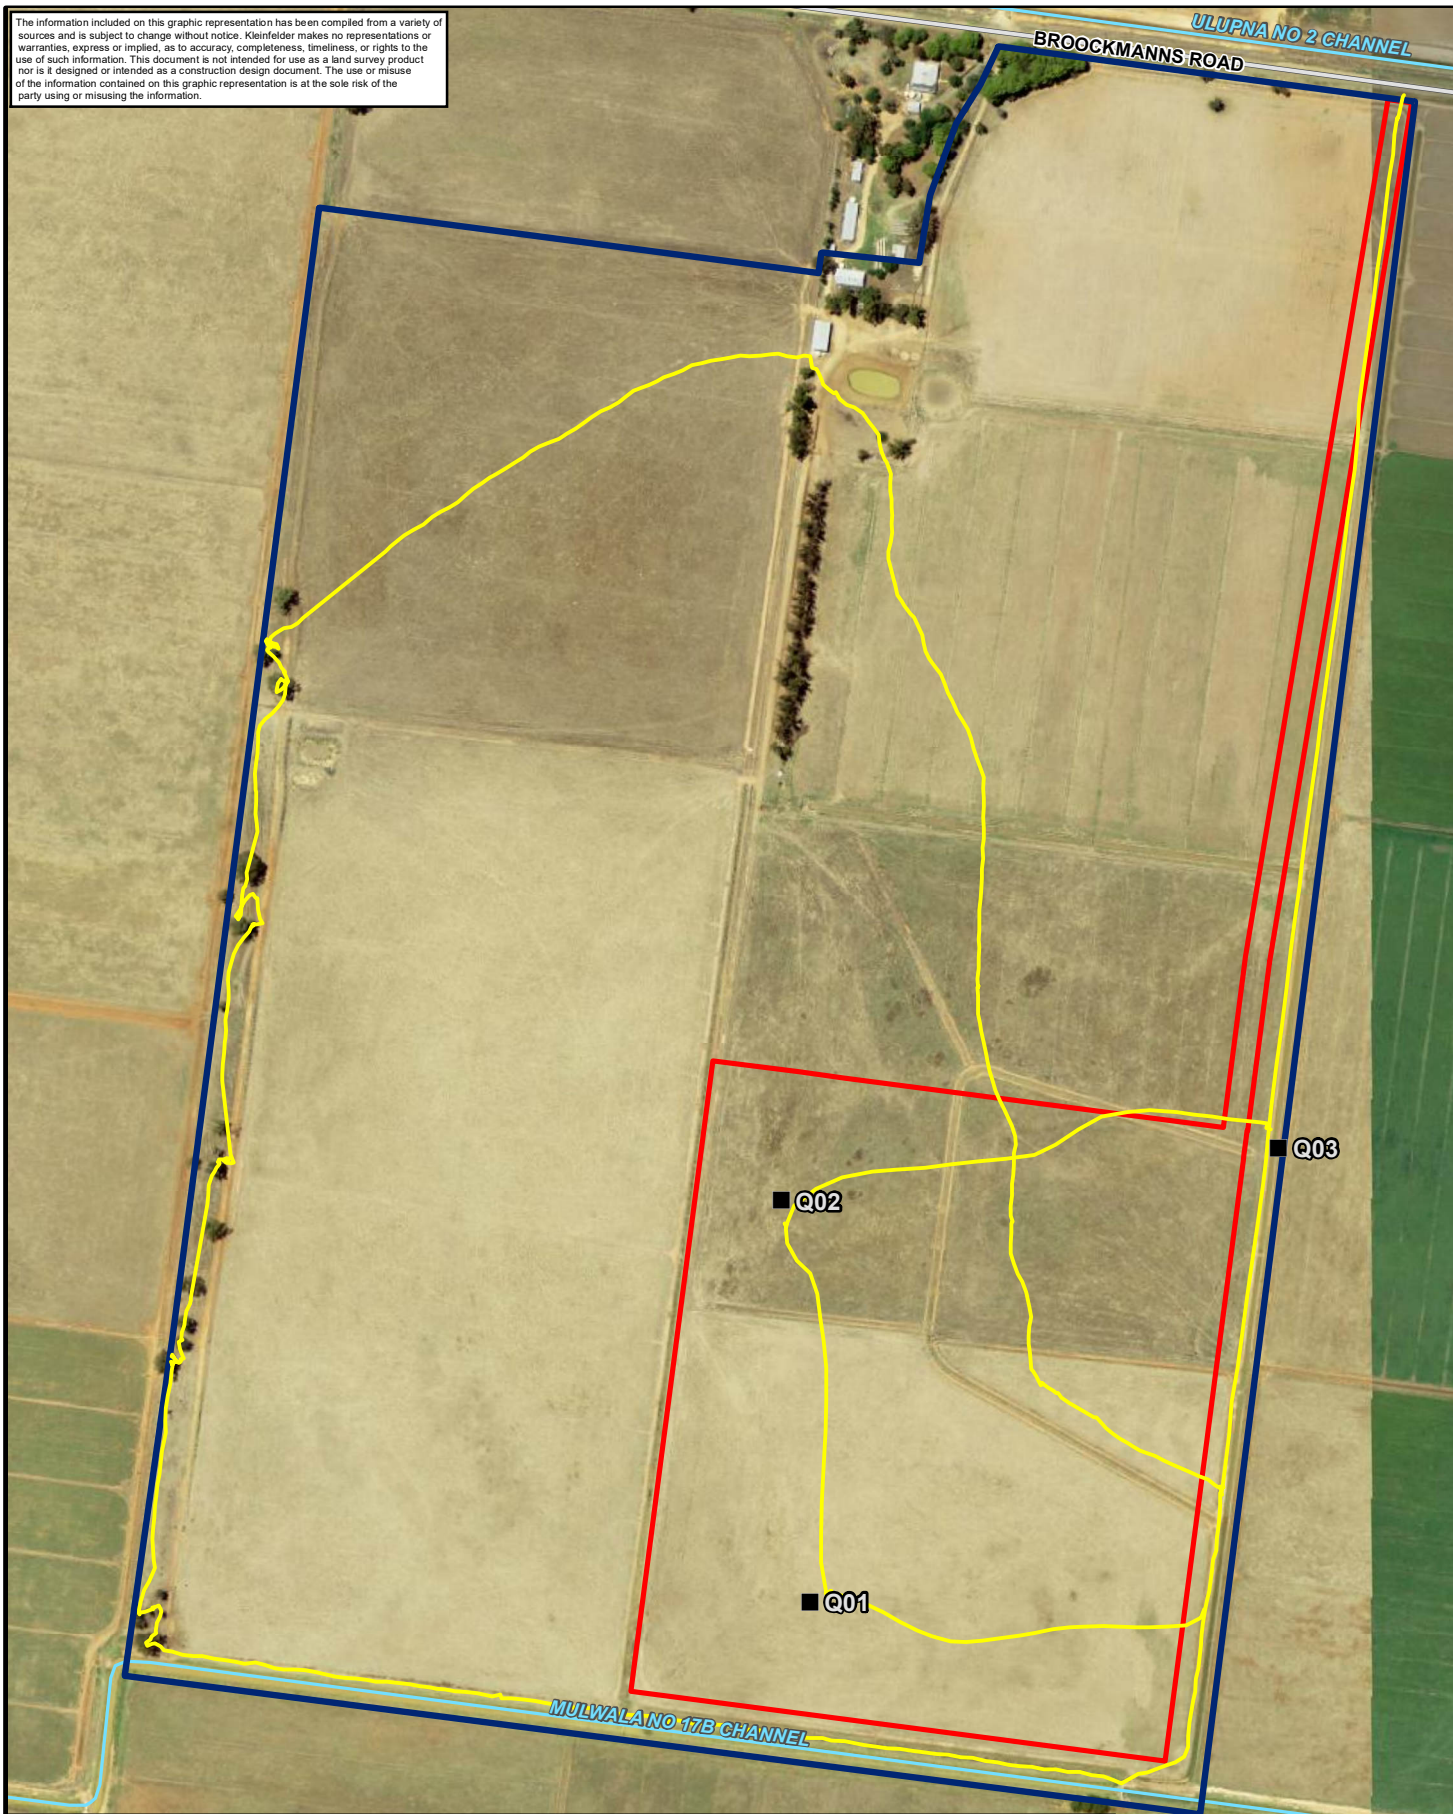 The information included on this graphic representation has been compiled from a variety of
sources and is subject to change without notice. Kleinfelder makes no representations or
warranties, express or implied, as to accuracy, completeness, timeliness, or rights to the
use of such information. This document is not intended for use as a land survey product
nor is it designed or intended as a construction design document. The use or misuse
of the information contained on this graphic representation is at the sole risk of the
party using or misusing the information.
ULUPNA NO 2 CHANNEL
BROOCKMANNS ROAD
Q03
Q02
Q01
MULWALA NO 17B CHANNEL